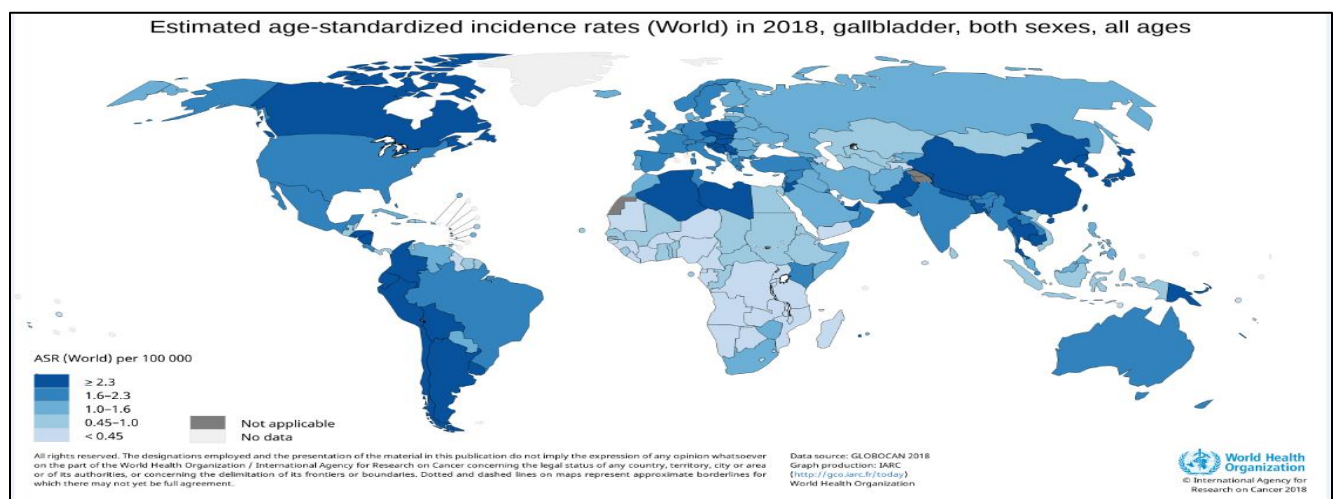 Estimated age-standardized incidence rates (World) in 2018, gallbladder, both sexes, all ages
ASR (World) per 100 000
≥ 2.3
1.6–2.3
1.0–1.6
0.45–1.0
< 0.45
Not applicable
No data
All rights reserved. The designations employed and the presentation of the material in this publication do not imply the expression of any opinion whatsoever
on the part of the World Health Organization / International Agency for Research on Cancer concerning the legal status of any country, territory, city or area
or of its authorities, or concerning the delimitation of its frontiers or boundaries. Dotted and dashed lines on maps represent approximate borderlines for
which there may not yet be full agreement.
Data source: GLOBOCAN 2018
Graph production: IARC
(http://gco.iarc.fr/today)
World Health Organization
World Health
Organization
International Agency for
© Research on Cancer 2018